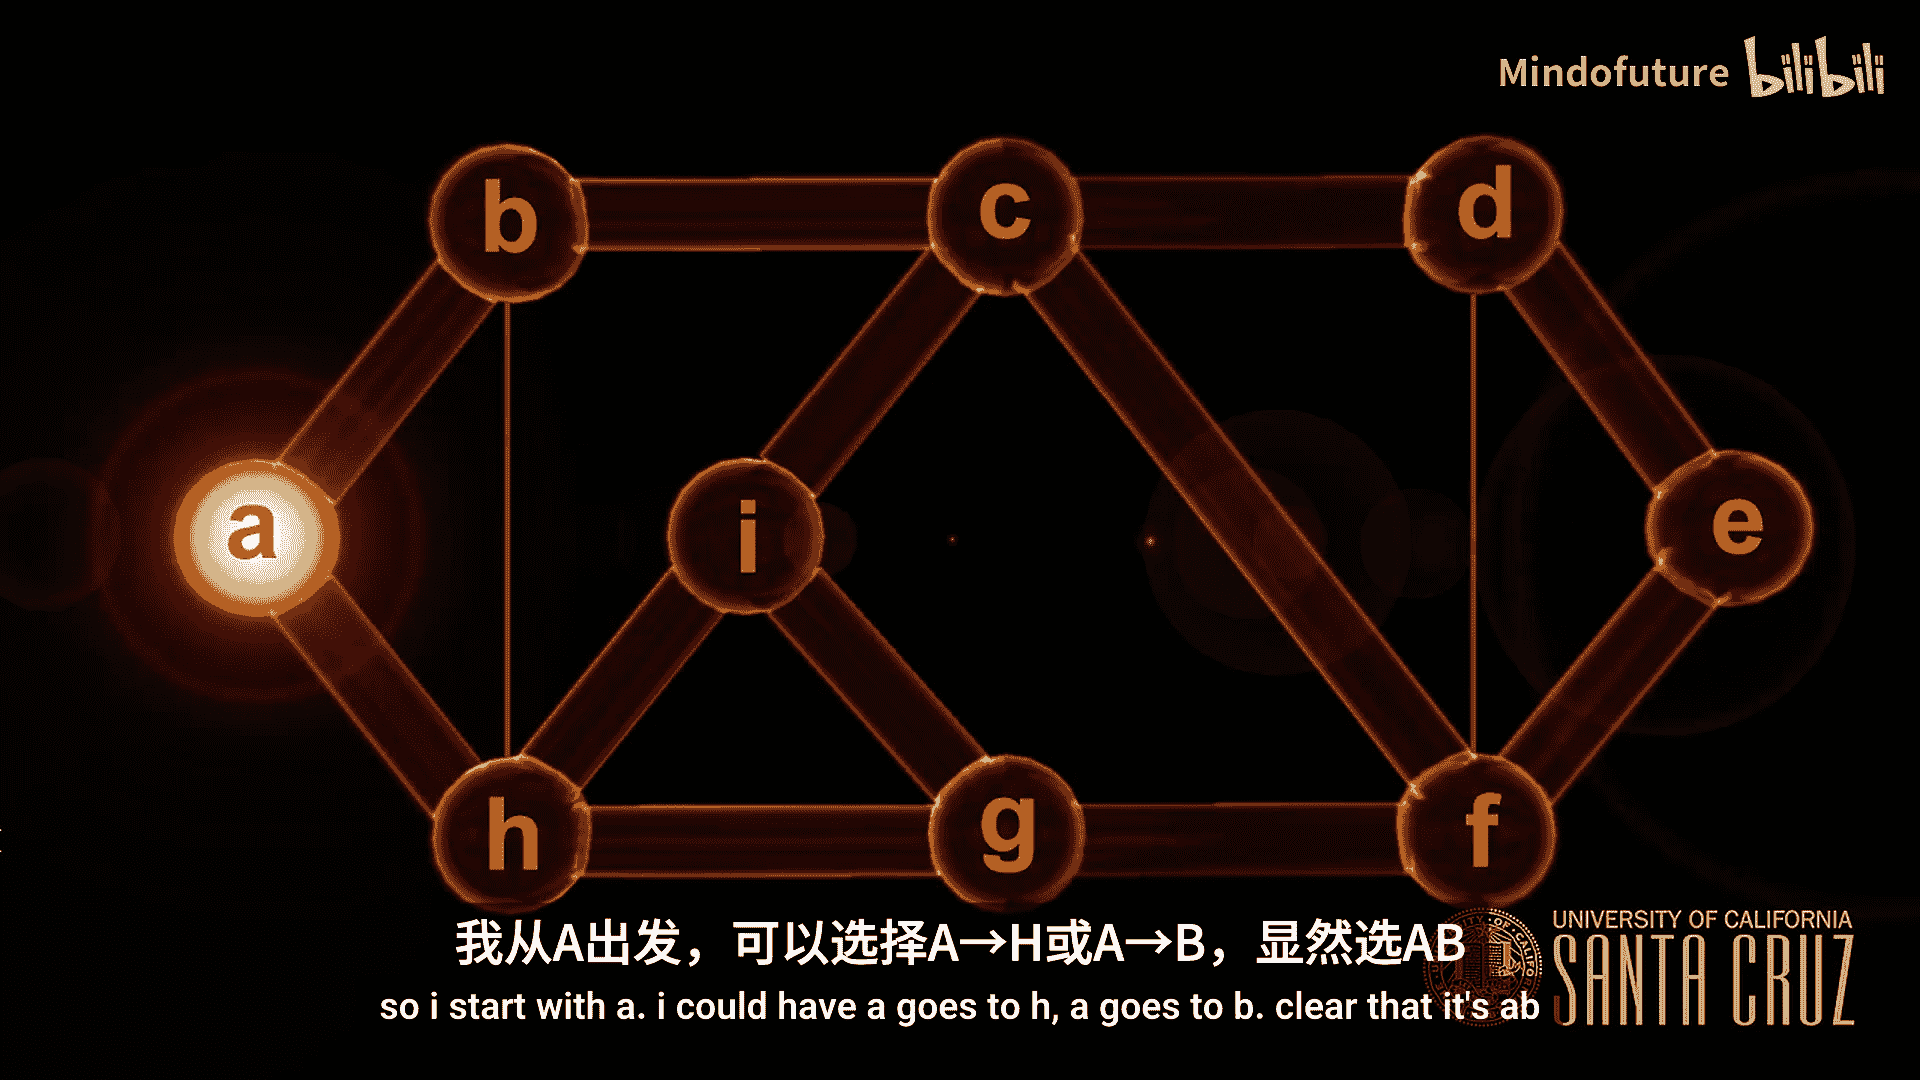 Mindofuture bilibili
b
c
d
a
i
e
h
g
f
我从A出发，可以选择A→H或A→B，显然选AB
so i start with a. i could have a goes to h, a goes to b. clear that it's ab
UNIVERSITY OF CALIFORNIA
SANTA CRUZ